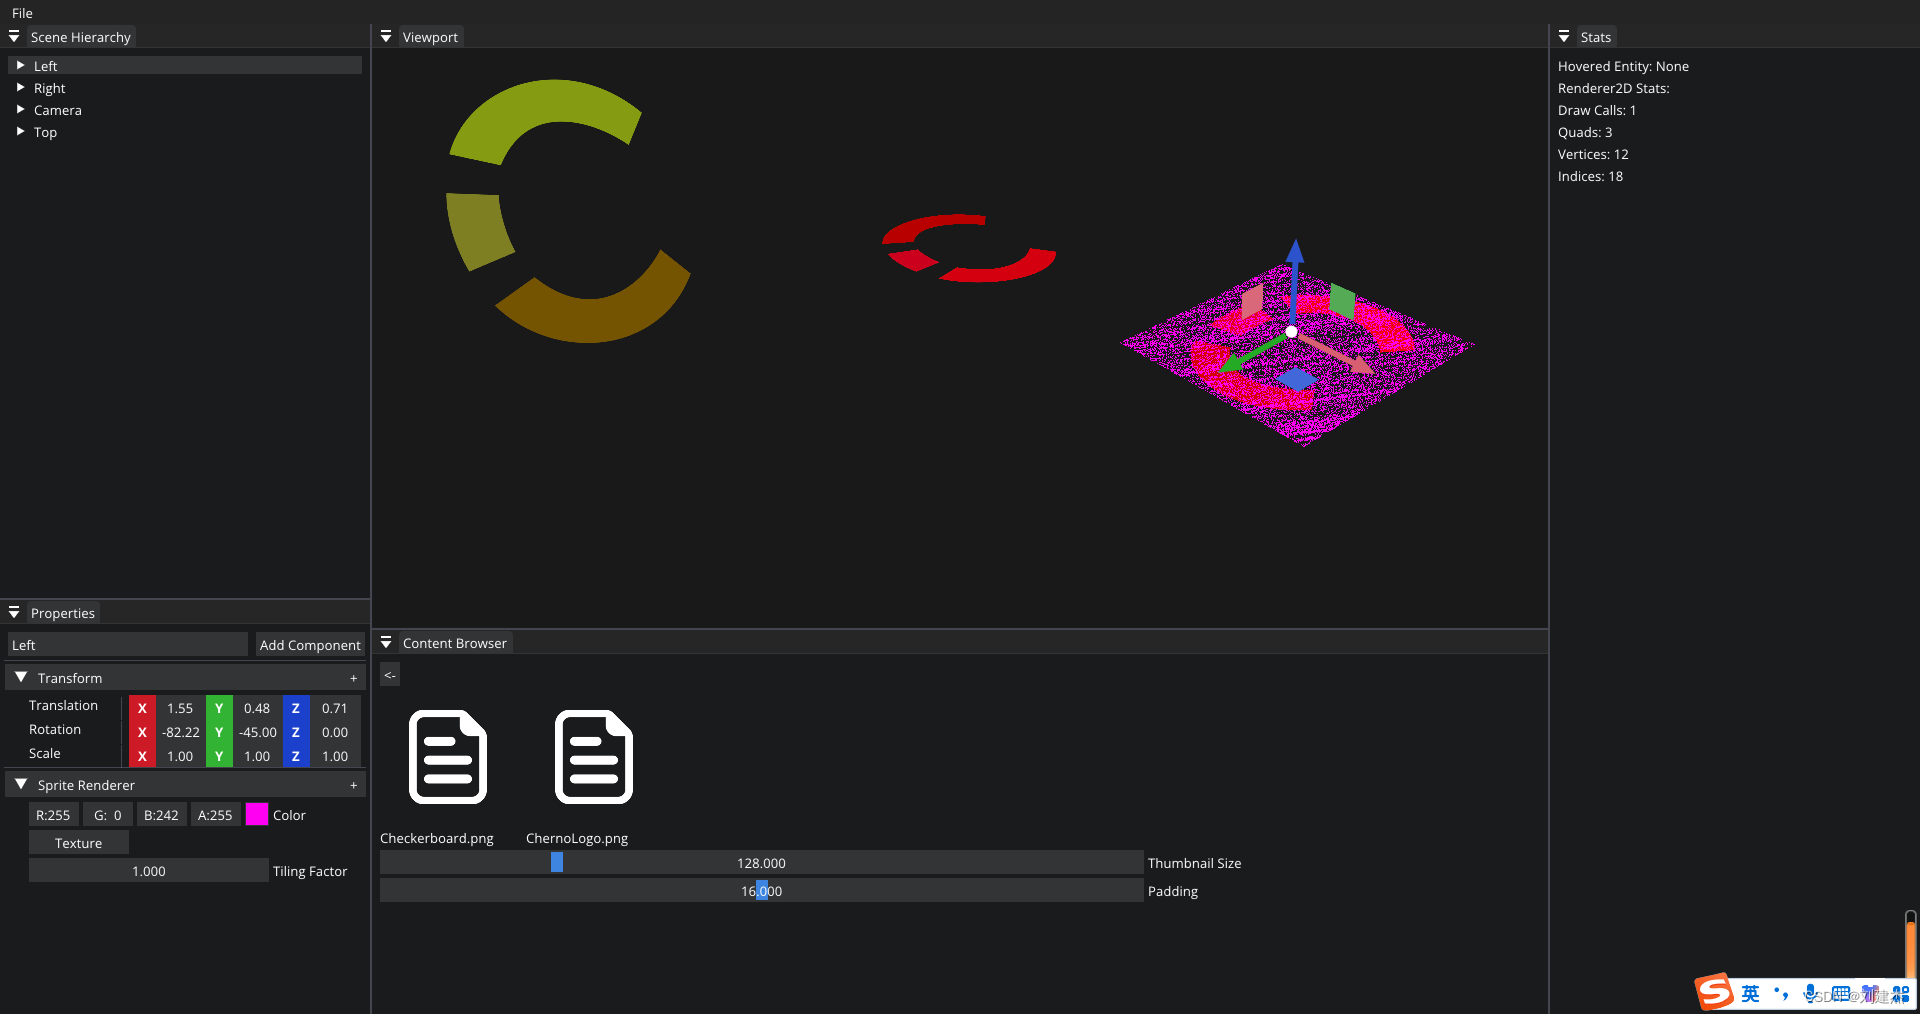 File
Scene Hierarchy
Left
Right
Camera
Top
Viewport
Stats
Hovered Entity: None
Renderer2D Stats:
Draw Calls: 1
Quads: 3
Vertices: 12
Indices: 18
Properties
Left
Add Component
Transform +
Translation X 1.55 Y 0.48 Z 0.71
Rotation X -82.22 Y -45.00 Z 0.00
Scale X 1.00 Y 1.00 Z 1.00
Sprite Renderer +
R:255 G: 0 B:242 A:255 Color
Texture
1.000 Tiling Factor
Content Browser
<-
Checkerboard.png ChernoLogo.png
128.000 Thumbnail Size
16.000 Padding
S 英